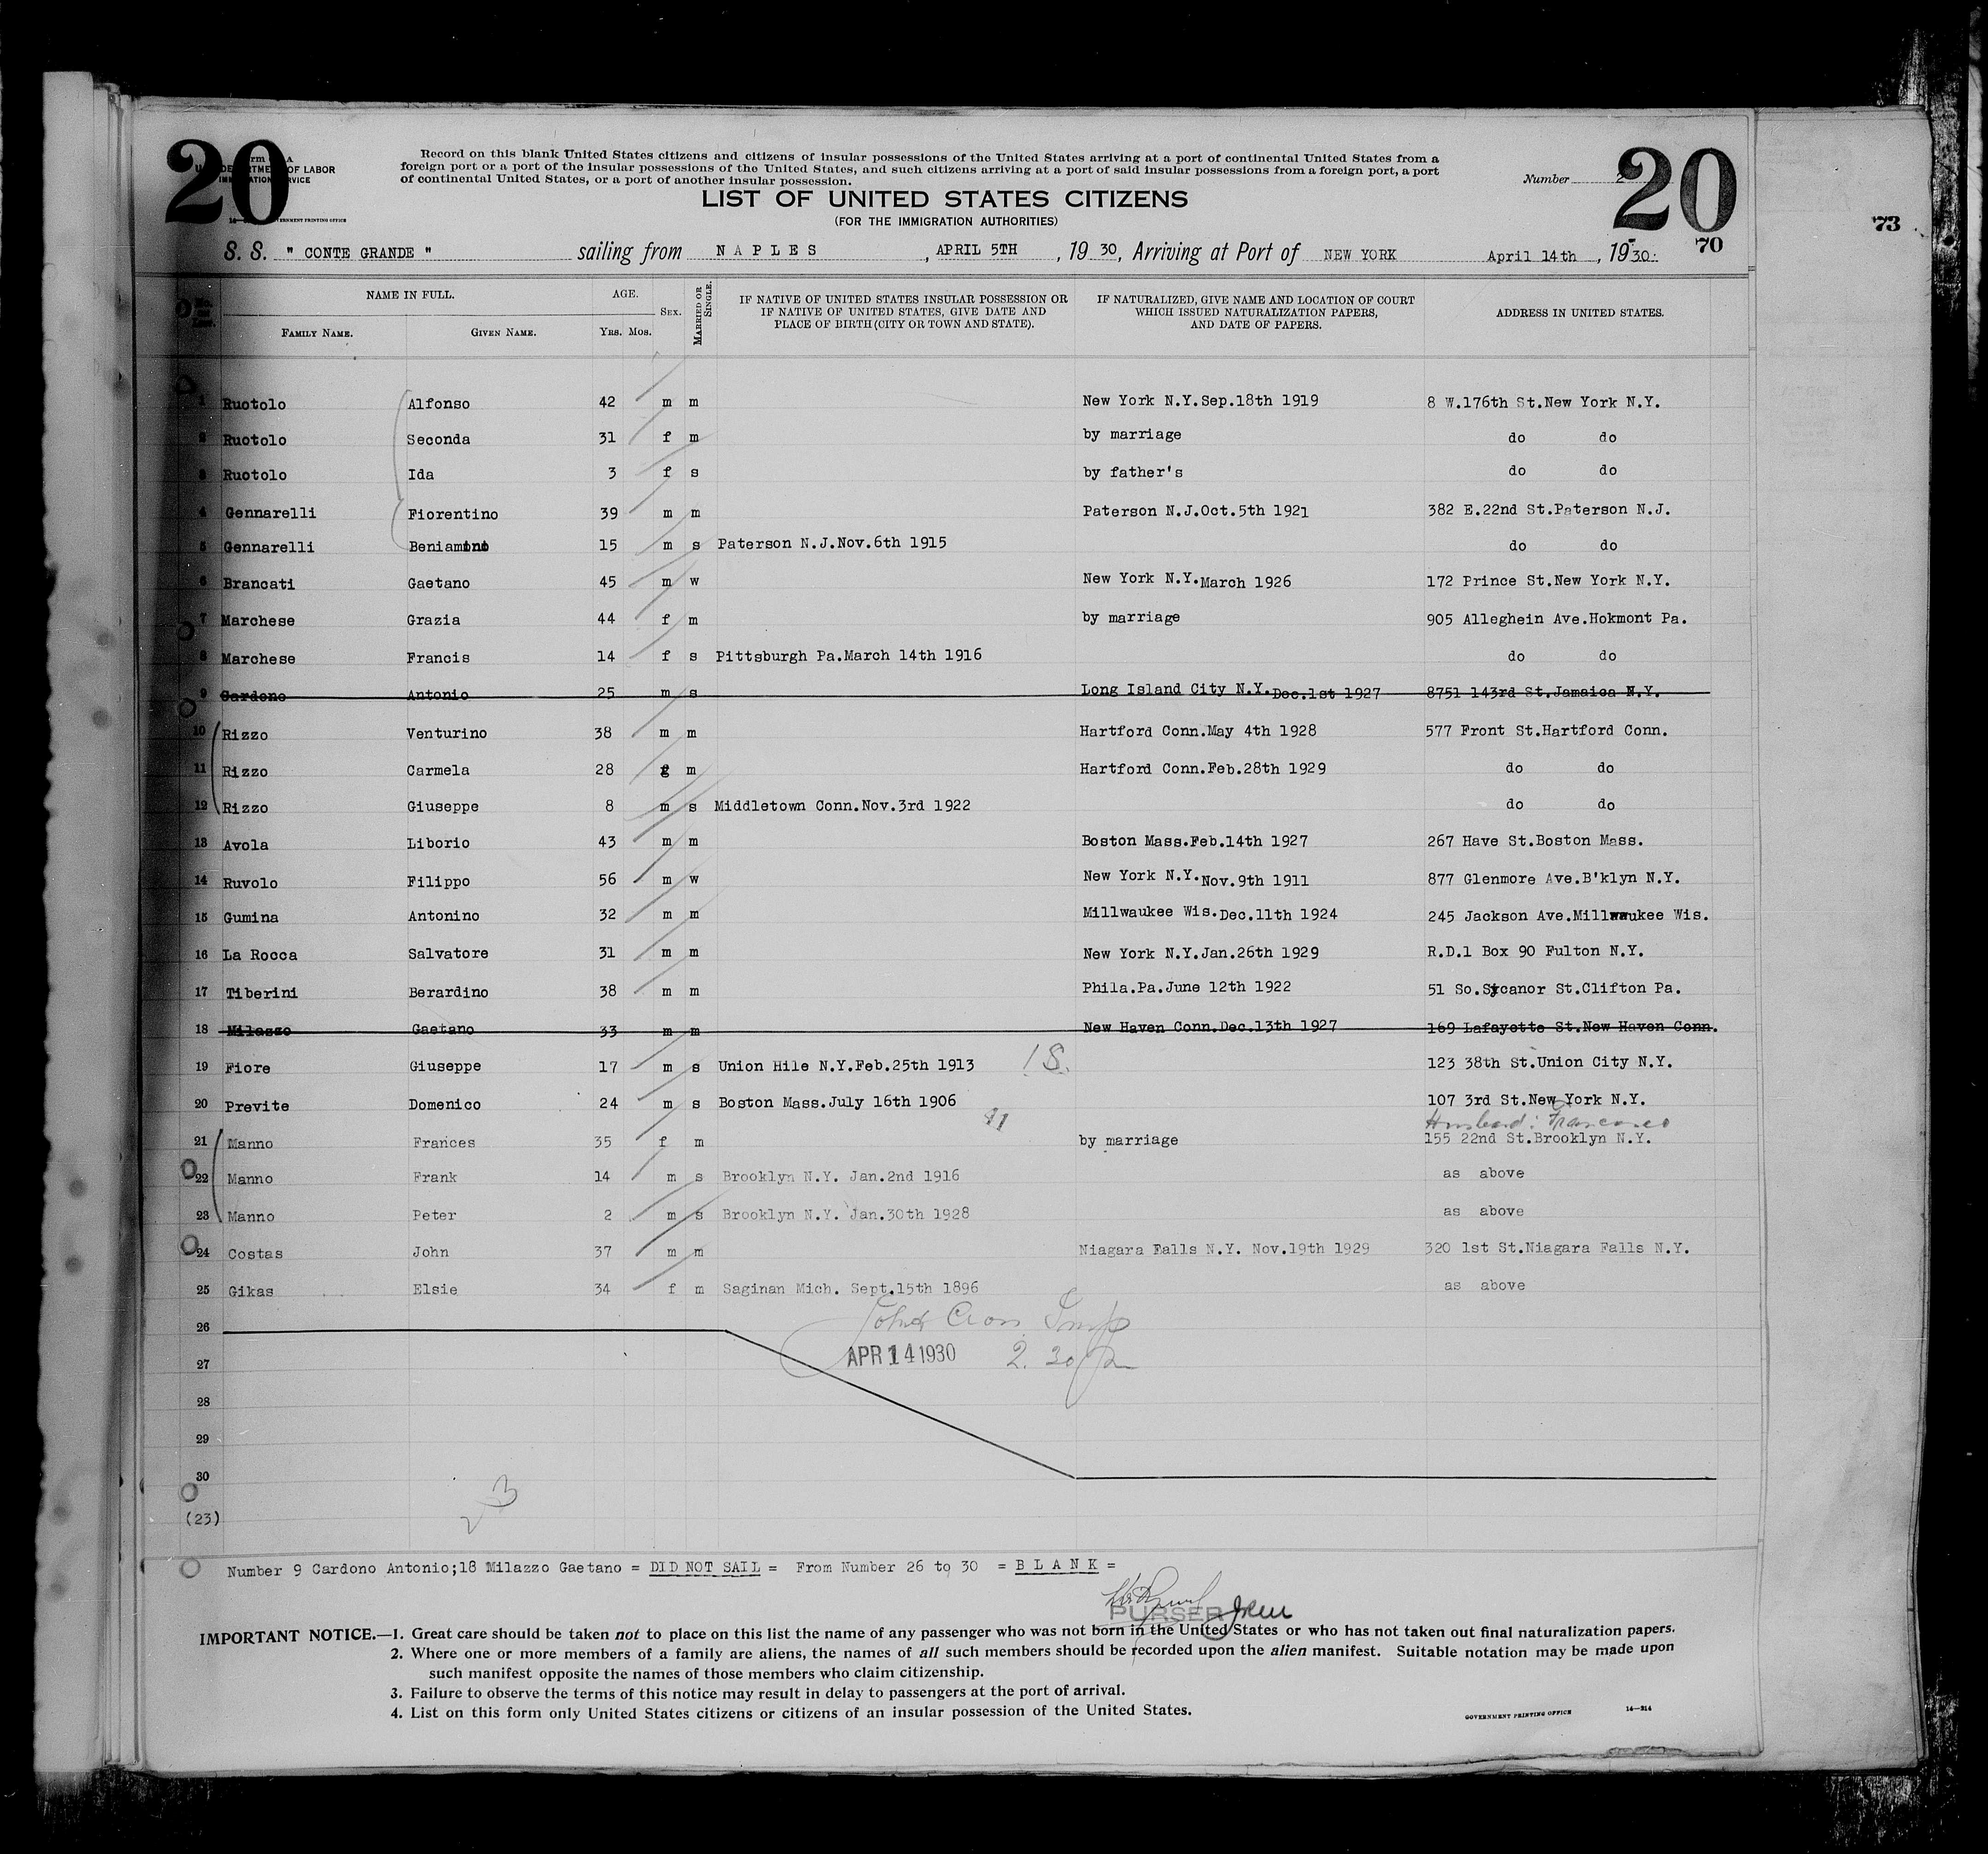 20
U.S. DEPARTMENT OF LABOR
IMMIGRATION SERVICE
Record on this blank United States citizens and citizens of insular possessions of the United States arriving at a port of continental United States from a
foreign port or a port of the insular possessions of the United States, and such citizens arriving at a port of said insular possessions from a foreign port, a port
of continental United States, or a port of another insular possession.
Number
20
LIST OF UNITED STATES CITIZENS
(FOR THE IMMIGRATION AUTHORITIES)
73
70
S. S. " CONTE GRANDE " sailing from NAPLES, APRIL 5TH, 19 30, Arriving at Port of NEW YORK April 14th, 1930.
No. on List. NAME IN FULL. AGE. SEX. MARRIED OR SINGLE. IF NATIVE OF UNITED STATES INSULAR POSSESSION OR IF NATIVE OF UNITED STATES, GIVE DATE AND PLACE OF BIRTH (CITY OR TOWN AND STATE). IF NATURALIZED, GIVE NAME AND LOCATION OF COURT WHICH ISSUED NATURALIZATION PAPERS, AND DATE OF PAPERS. ADDRESS IN UNITED STATES.
FAMILY NAME. GIVEN NAME. YRS. MOS.
1 Ruotolo Alfonso 42 m m New York N.Y.Sep.18th 1919 8 W.176th St.New York N.Y.
2 Ruotolo Seconda 31 f m by marriage do do
3 Ruotolo Ida 3 f s by father's do do
4 Gennarelli Fiorentino 39 m m Paterson N.J.Oct.5th 1921 382 E.22nd St.Paterson N.J.
5 Gennarelli Beniamino 15 m s Paterson N.J.Nov.6th 1915 do do
6 Brancati Gaetano 45 m w New York N.Y.March 1926 172 Prince St.New York N.Y.
7 Marchese Grazia 44 f m by marriage 905 Alleghein Ave.Hokmont Pa.
8 Marchese Francis 14 f s Pittsburgh Pa.March 14th 1916 do do
9 Cardono Antonio 25 m s Long Island City N.Y.Dec.1st 1927 8751 143rd St.Jamaica N.Y.
10 Rizzo Venturino 38 m m Hartford Conn.May 4th 1928 577 Front St.Hartford Conn.
11 Rizzo Carmela 28 f m Hartford Conn.Feb.28th 1929 do do
12 Rizzo Giuseppe 8 m s Middletown Conn.Nov.3rd 1922 do do
13 Avola Liborio 43 m m Boston Mass.Feb.14th 1927 267 Have St.Boston Mass.
14 Ruvolo Filippo 56 m w New York N.Y.Nov.9th 1911 877 Glenmore Ave.B'klyn N.Y.
15 Gumina Antonino 32 m m Millwaukee Wis.Dec.11th 1924 245 Jackson Ave.Millwaukee Wis.
16 La Rocca Salvatore 31 m m New York N.Y.Jan.26th 1929 R.D.1 Box 90 Fulton N.Y.
17 Tiberini Berardino 38 m m Phila.Pa.June 12th 1922 51 So.Sycanor St.Clifton Pa.
18 Milazzo Gaetano 33 m m New Haven Conn.Dec.13th 1927 169 Lafayette St.New Haven Conn.
19 Fiore Giuseppe 17 m s Union Hile N.Y.Feb.25th 1913 123 38th St.Union City N.Y.
20 Previte Domenico 24 m s Boston Mass.July 16th 1906 107 3rd St.New York N.Y.
Husband: Francesco
21 Manno Frances 35 f m by marriage 155 22nd St.Brooklyn N.Y.
22 Manno Frank 14 m s Brooklyn N.Y. Jan.2nd 1916 as above
23 Manno Peter 2 m s Brooklyn N.Y. Jan.30th 1928 as above
24 Costas John 37 m m Niagara Falls N.Y. Nov.19th 1929 320 1st St.Niagara Falls N.Y.
25 Gikas Elsie 34 f m Saginan Mich. Sept.15th 1896 as above
26
27 APR 14 1930 2.30 p
28
29
30
(23) 23
Number 9 Cardono Antonio;18 Milazzo Gaetano = DID NOT SAIL = From Number 26 to 30 = BLANK =
PURSER
IMPORTANT NOTICE.—1. Great care should be taken not to place on this list the name of any passenger who was not born in the United States or who has not taken out final naturalization papers.
2. Where one or more members of a family are aliens, the names of all such members should be recorded upon the alien manifest. Suitable notation may be made upon
such manifest opposite the names of those members who claim citizenship.
3. Failure to observe the terms of this notice may result in delay to passengers at the port of arrival.
4. List on this form only United States citizens or citizens of an insular possession of the United States.
GOVERNMENT PRINTING OFFICE 14—214